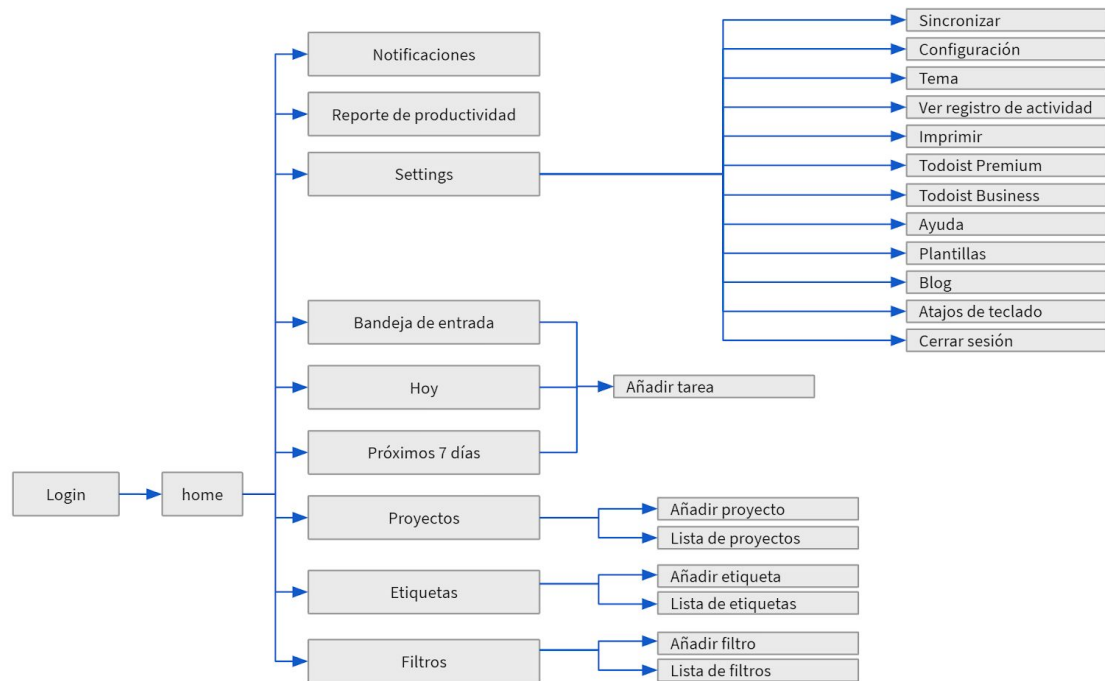 Login
home
Notificaciones
Reporte de productividad
Settings
Sincronizar
Configuración
Tema
Ver registro de actividad
Imprimir
Todoist Premium
Todoist Business
Ayuda
Plantillas
Blog
Atajos de teclado
Cerrar sesión
Bandeja de entrada
Hoy
Próximos 7 días
Añadir tarea
Proyectos
Añadir proyecto
Lista de proyectos
Etiquetas
Añadir etiqueta
Lista de etiquetas
Filtros
Añadir filtro
Lista de filtros